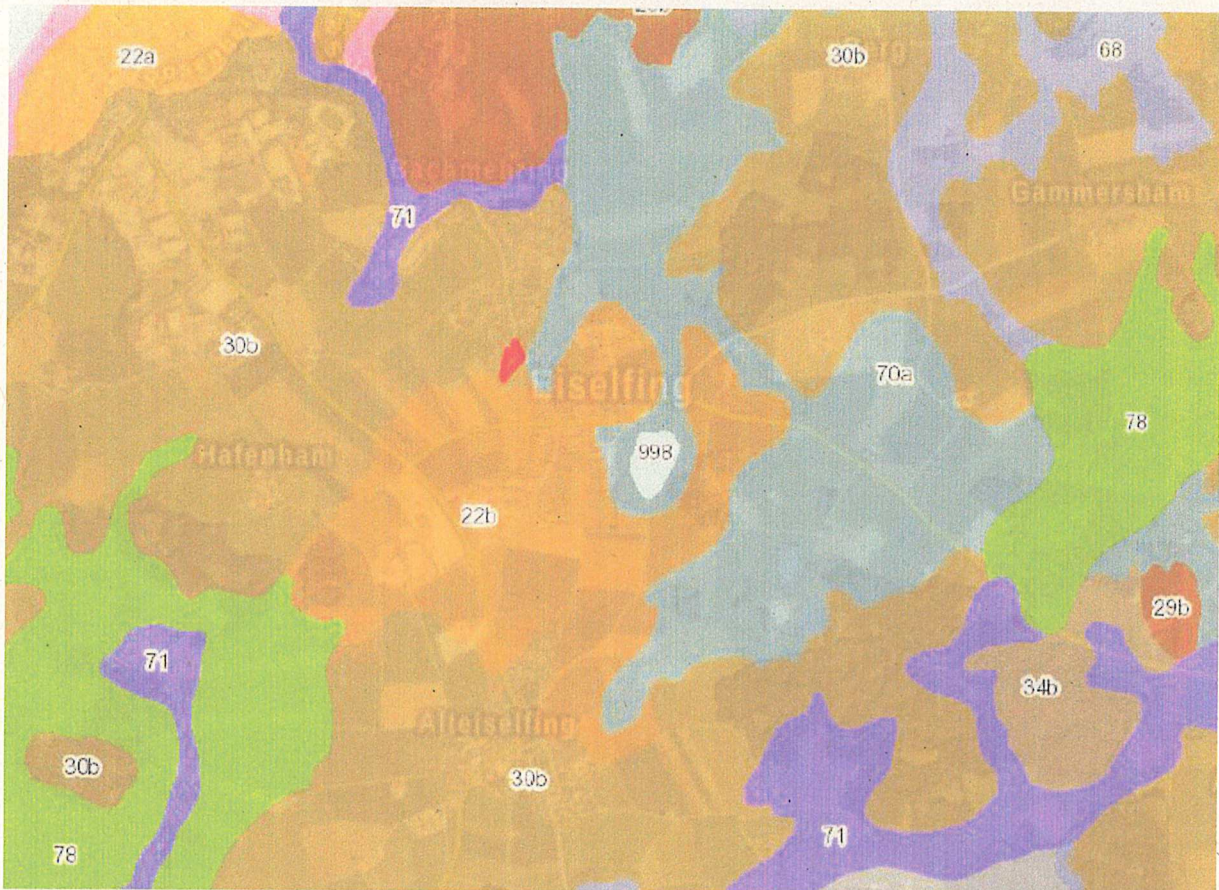 22a
30b
68
71
Gammersham
30b
Eiselfing
70a
78
Hafenham
998
22b
29b
71
34b
Alteiselfing
30b
30b
71
78